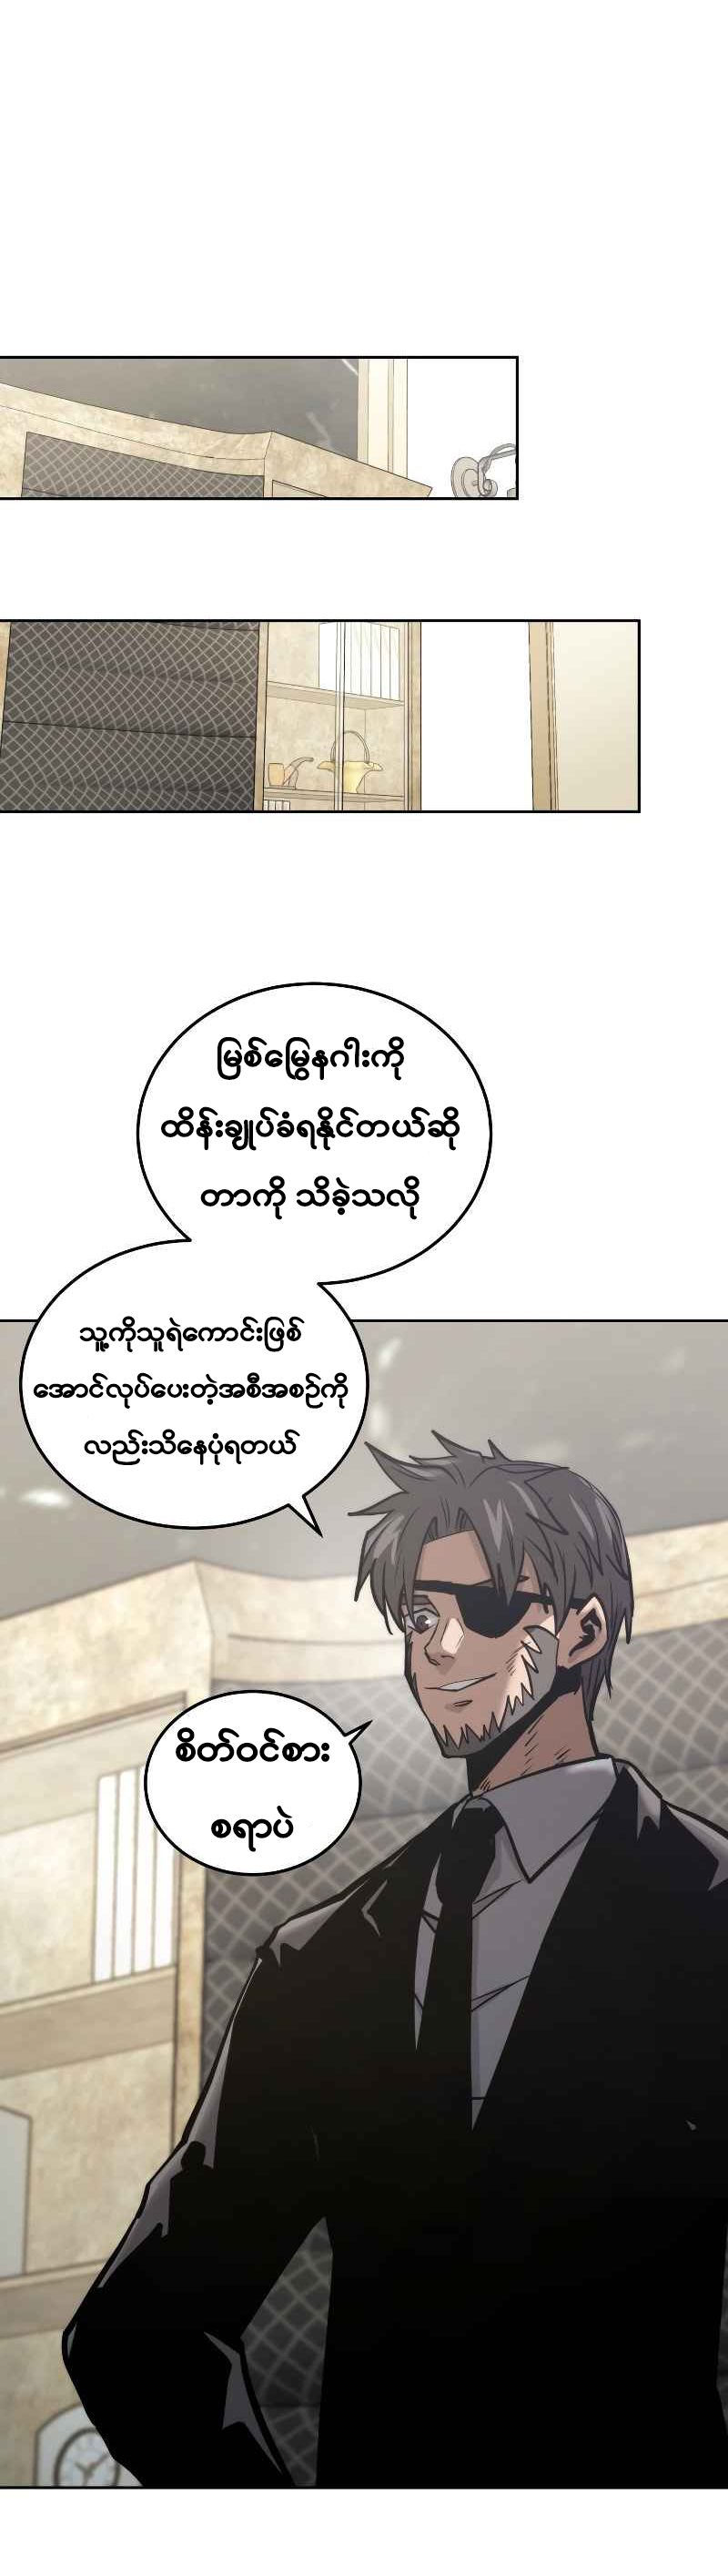 မြစ်မြွေနဂါးကို
ထိန်းချုပ်ခံရနိုင်တယ်ဆို
တာကို သိခဲ့သလို
သူ့ကိုသူရဲကောင်းဖြစ်
အောင်လုပ်ပေးတဲ့အစီအစဉ်ကို
လည်းသိနေပုံရတယ်
စိတ်ဝင်စား
စရာပဲ